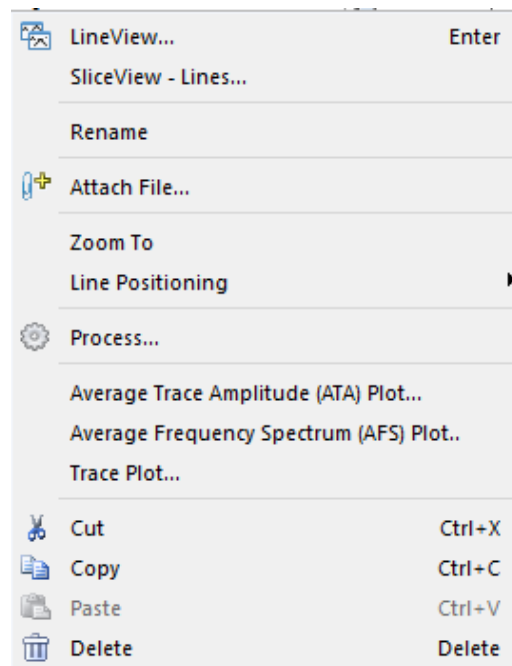 LineView... Enter
SliceView - Lines...
Rename
Attach File...
Zoom To
Line Positioning
Process...
Average Trace Amplitude (ATA) Plot...
Average Frequency Spectrum (AFS) Plot..
Trace Plot...
Cut Ctrl+X
Copy Ctrl+C
Paste Ctrl+V
Delete Delete